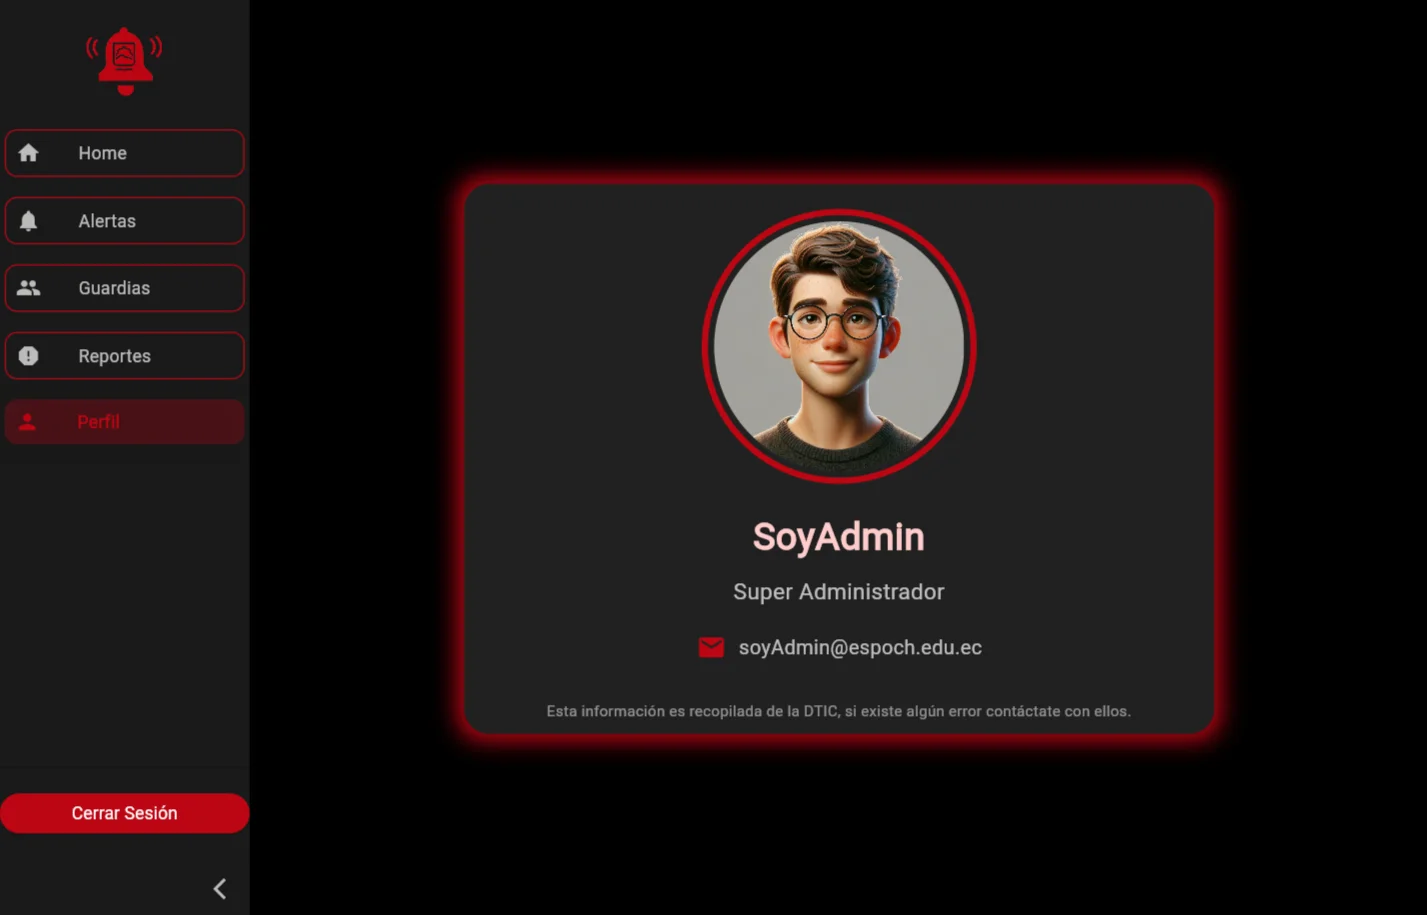 Home
Alertas
Guardias
Reportes
Perfil
Cerrar Sesión
SoyAdmin
Super Administrador
soyAdmin@espoch.edu.ec
Esta información es recopilada de la DTIC, si existe algún error contáctate con ellos.